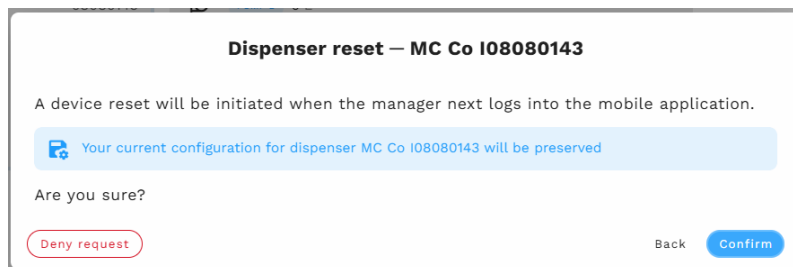 Dispenser reset — MC Co I08080143
A device reset will be initiated when the manager next logs into the mobile application.
Your current configuration for dispenser MC Co I08080143 will be preserved
Are you sure?
Deny request
Back
Confirm